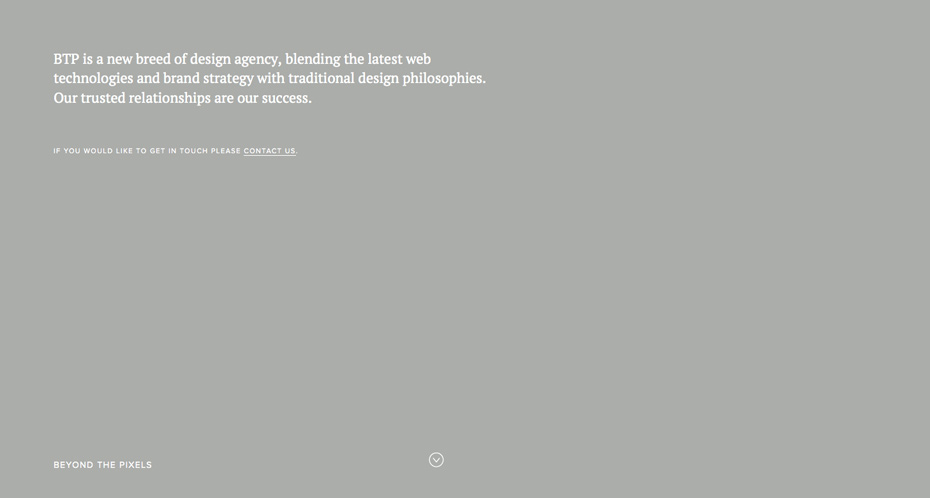 BTP is a new breed of design agency, blending the latest web
technologies and brand strategy with traditional design philosophies.
Our trusted relationships are our success.
IF YOU WOULD LIKE TO GET IN TOUCH PLEASE CONTACT US.
BEYOND THE PIXELS